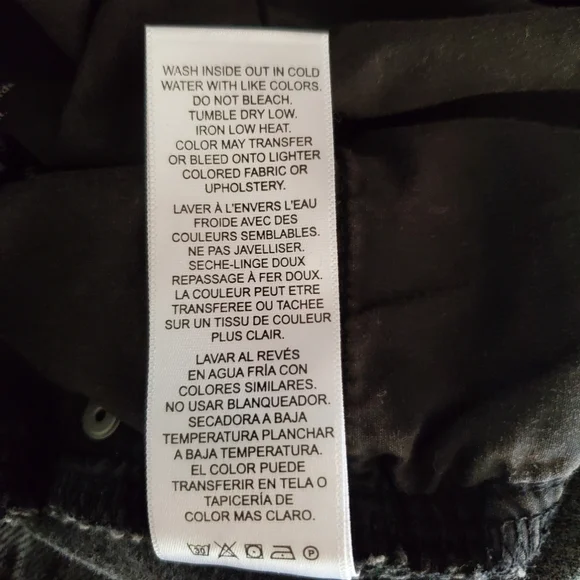 WASH INSIDE OUT IN COLD
WATER WITH LIKE COLORS.
DO NOT BLEACH.
TUMBLE DRY LOW.
IRON LOW HEAT.
COLOR MAY TRANSFER
OR BLEED ONTO LIGHTER
COLORED FABRIC OR
UPHOLSTERY.
LAVER À L'ENVERS L'EAU
FROIDE AVEC DES
COULEURS SEMBLABLES.
NE PAS JAVELLISER.
SECHE-LINGE DOUX
REPASSAGE À FER DOUX.
LA COULEUR PEUT ETRE
TRANSFEREE OU TACHEE
SUR UN TISSU DE COULEUR
PLUS CLAIR.
LAVAR AL REVÉS
EN AGUA FRÍA CON
COLORES SIMILARES.
NO USAR BLANQUEADOR.
SECADORA A BAJA
TEMPERATURA PLANCHAR
A BAJA TEMPERATURA.
EL COLOR PUEDE
TRANSFERIR EN TELA O
TAPICERÍA DE
COLOR MAS CLARO.
30 P